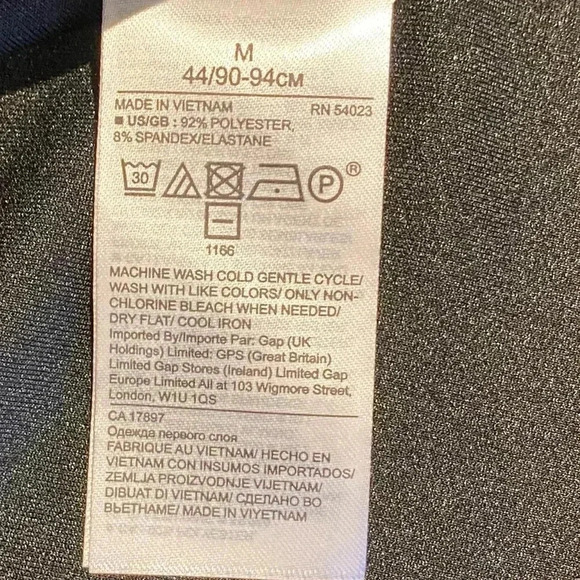 M
44/90-94см
MADE IN VIETNAM RN 54023
■ US/GB : 92% POLYESTER,
8% SPANDEX/ELASTANE
30 P ®
1166
MACHINE WASH COLD GENTLE CYCLE/
WASH WITH LIKE COLORS/ ONLY NON-
CHLORINE BLEACH WHEN NEEDED/
DRY FLAT/ COOL IRON
Imported By/Importe Par: Gap (UK
Holdings) Limited: GPS (Great Britain)
Limited Gap Stores (Ireland) Limited Gap
Europe Limited All at 103 Wigmore Street,
London, W1U 1QS
CA 17897
Одежда первого слоя
FABRIQUE AU VIETNAM/ HECHO EN
VIETNAM CON INSUMOS IMPORTADOS/
ZEMLJA PROIZVODNJE VIJETNAM/
DIBUAT DI VIETNAM/ СДЕЛАНО ВО
ВЬЕТНАМЕ/ MADE IN VIYETNAM